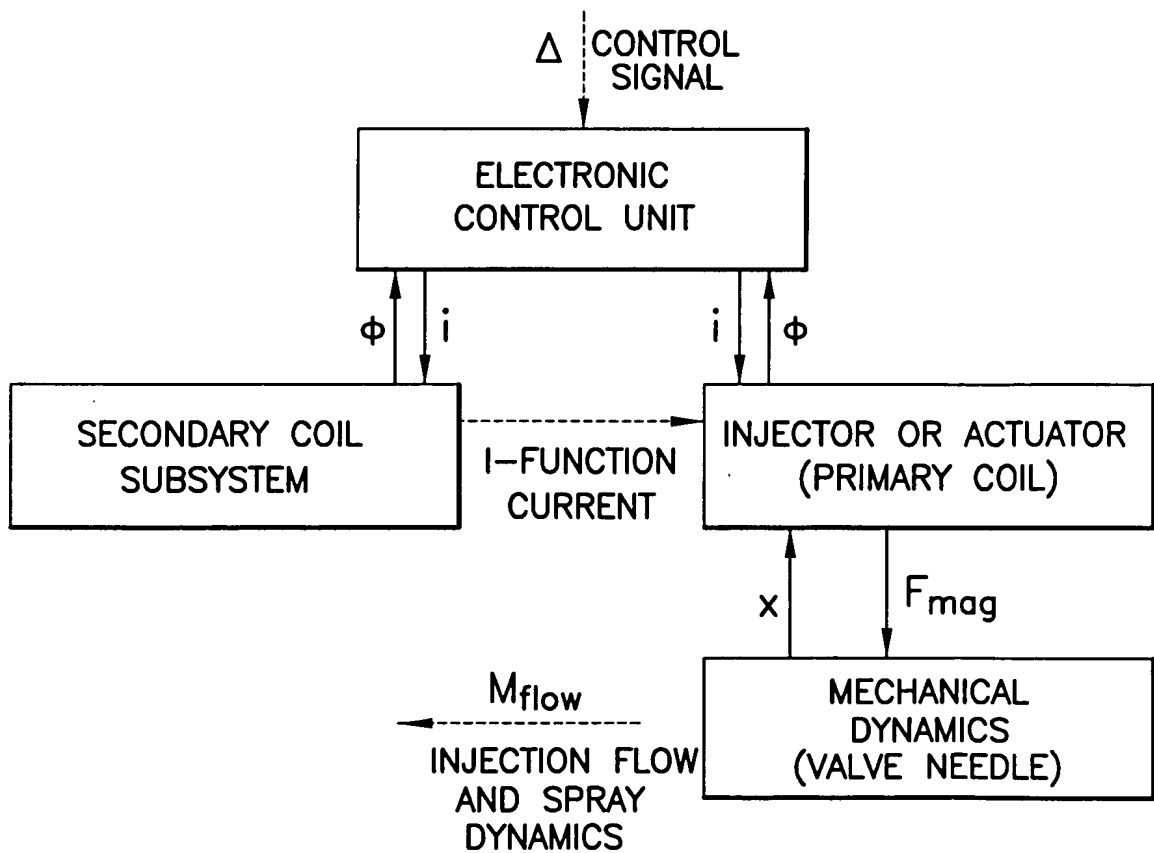 Δ CONTROL
SIGNAL
ELECTRONIC
CONTROL UNIT
ϕ i
i ϕ
SECONDARY COIL
SUBSYSTEM
I-FUNCTION
CURRENT
INJECTOR OR ACTUATOR
(PRIMARY COIL)
x
Fmag
Mflow
INJECTION FLOW
AND SPRAY
DYNAMICS
MECHANICAL
DYNAMICS
(VALVE NEEDLE)